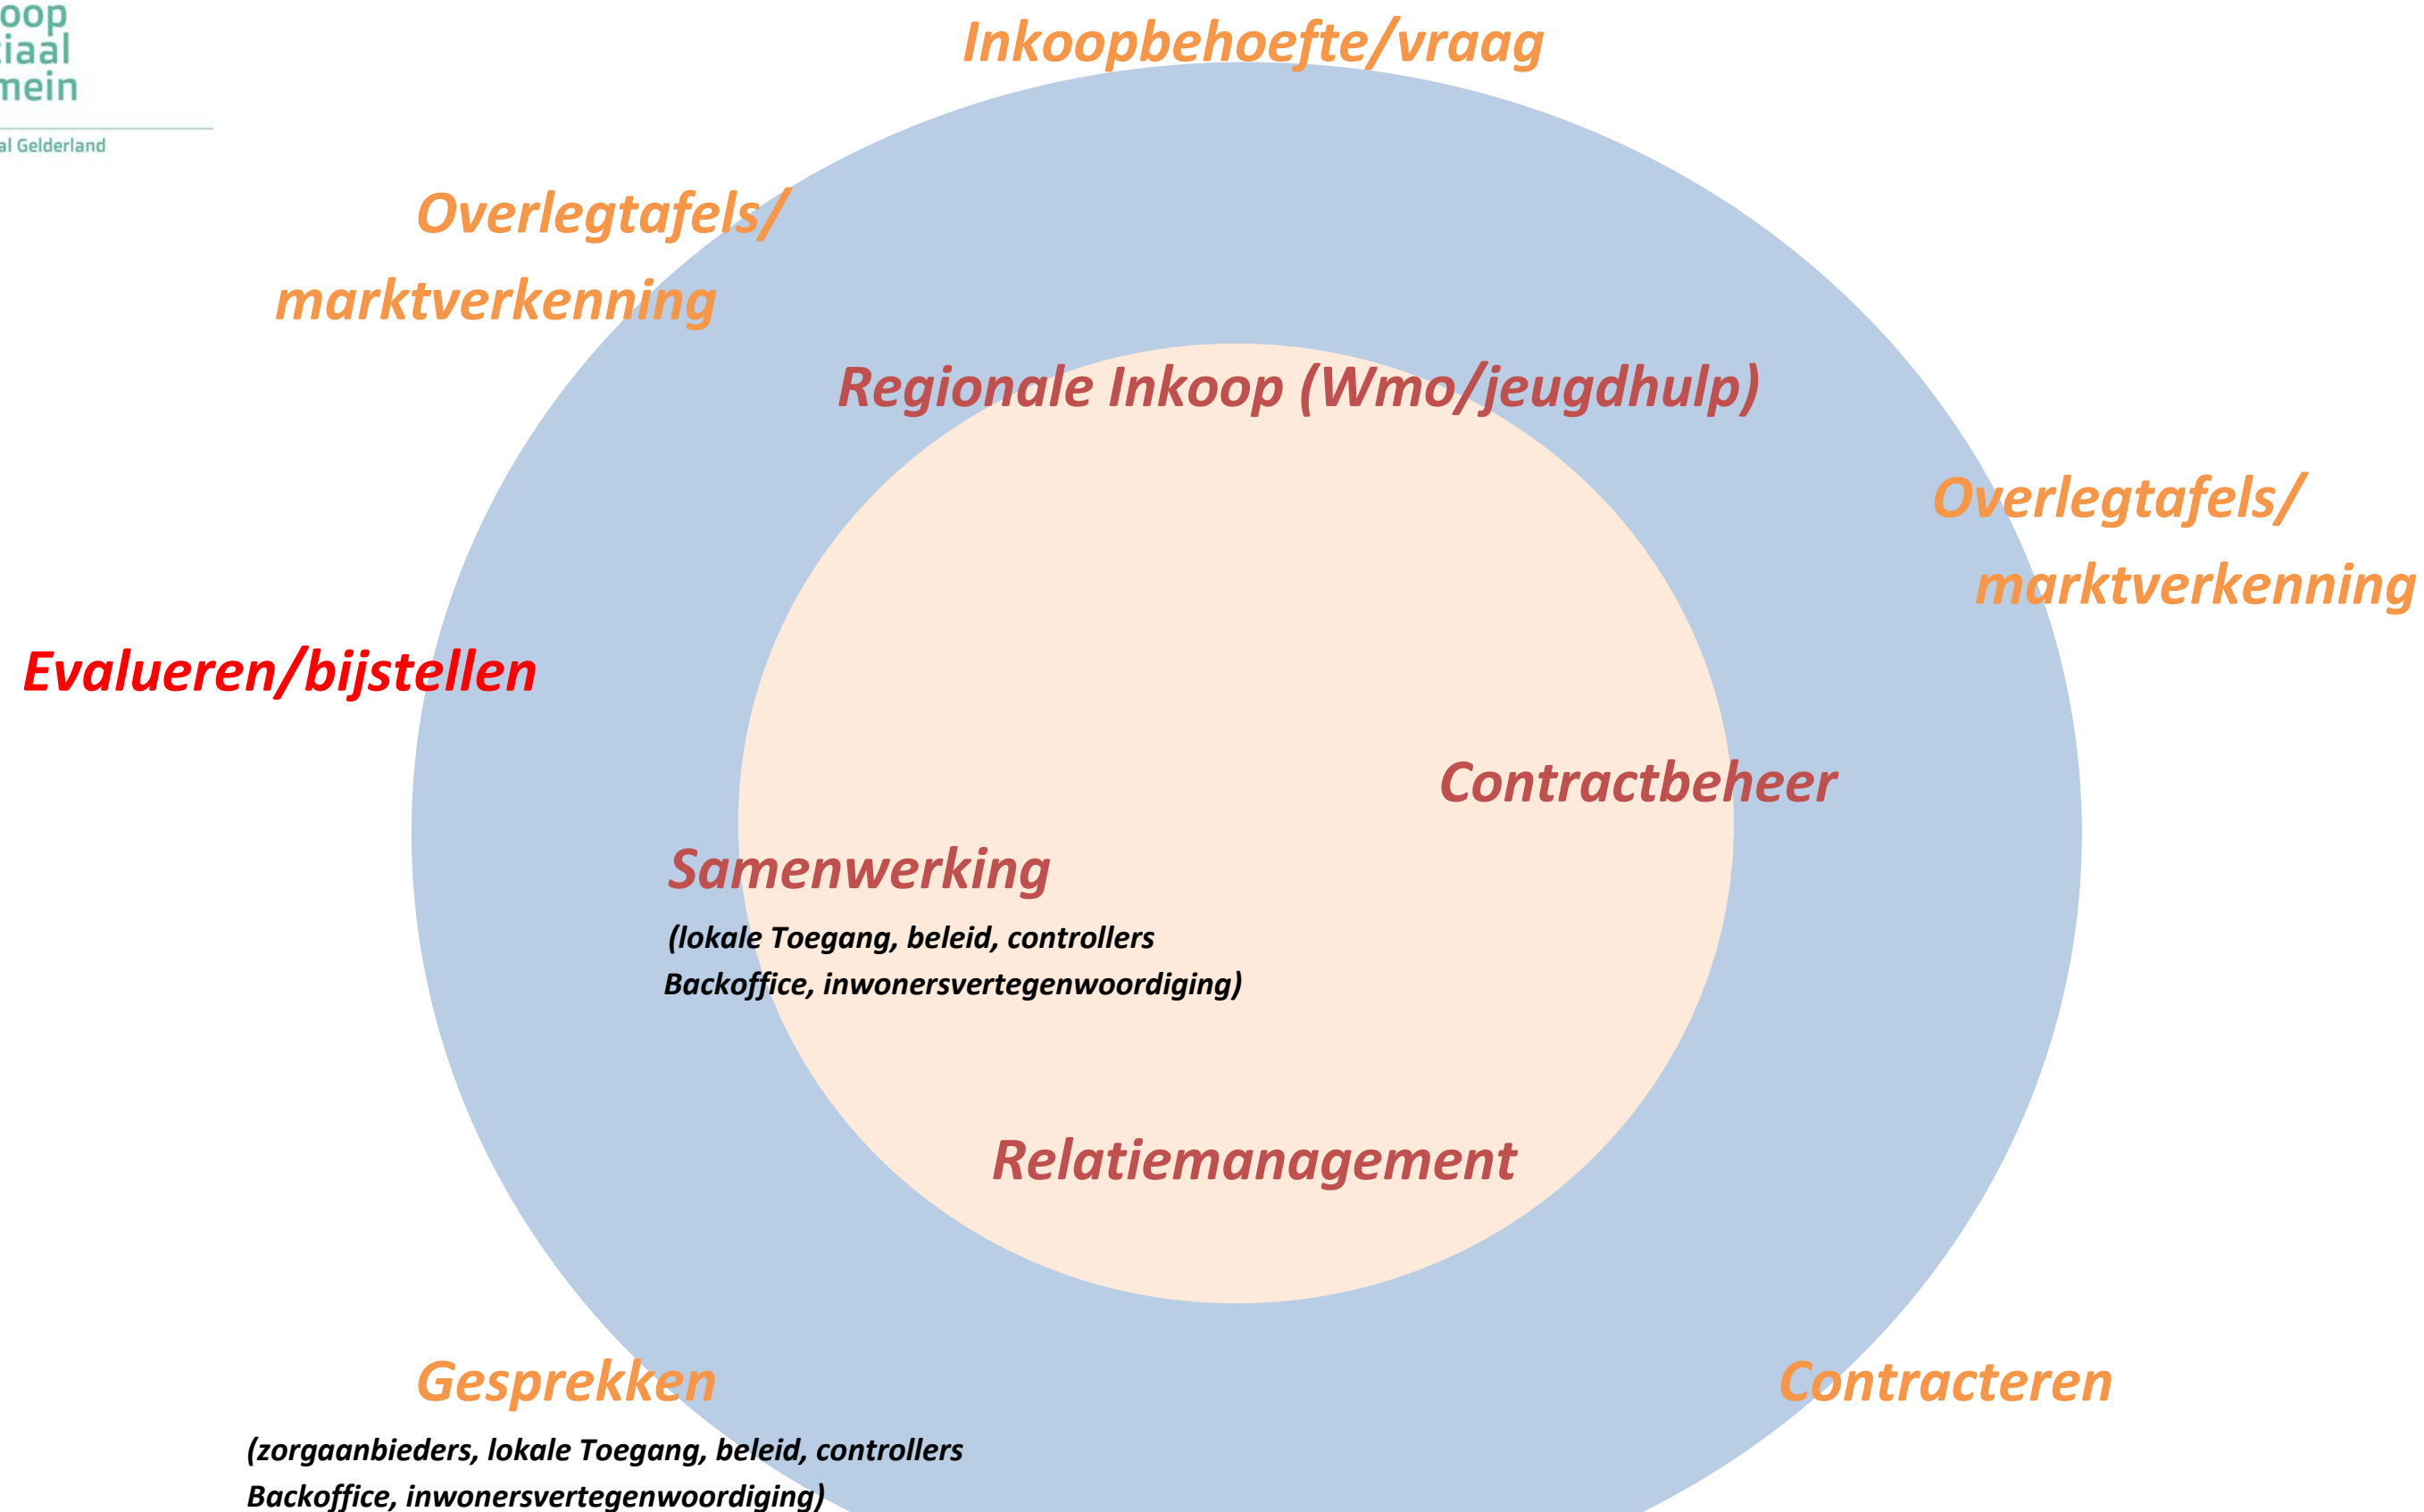 oop
iaal
mein
al Gelderland
Inkoopbehoefte/vraag
Overlegtafels/
marktverkenning
Regionale Inkoop (Wmo/jeugdhulp)
Overlegtafels/
marktverkenning
Evalueren/bijstellen
Contractbeheer
Samenwerking
(lokale Toegang, beleid, controllers
Backoffice, inwonersvertegenwoordiging)
Relatiemanagement
Gesprekken
(zorgaanbieders, lokale Toegang, beleid, controllers
Backoffice, inwonersvertegenwoordiging)
Contracteren